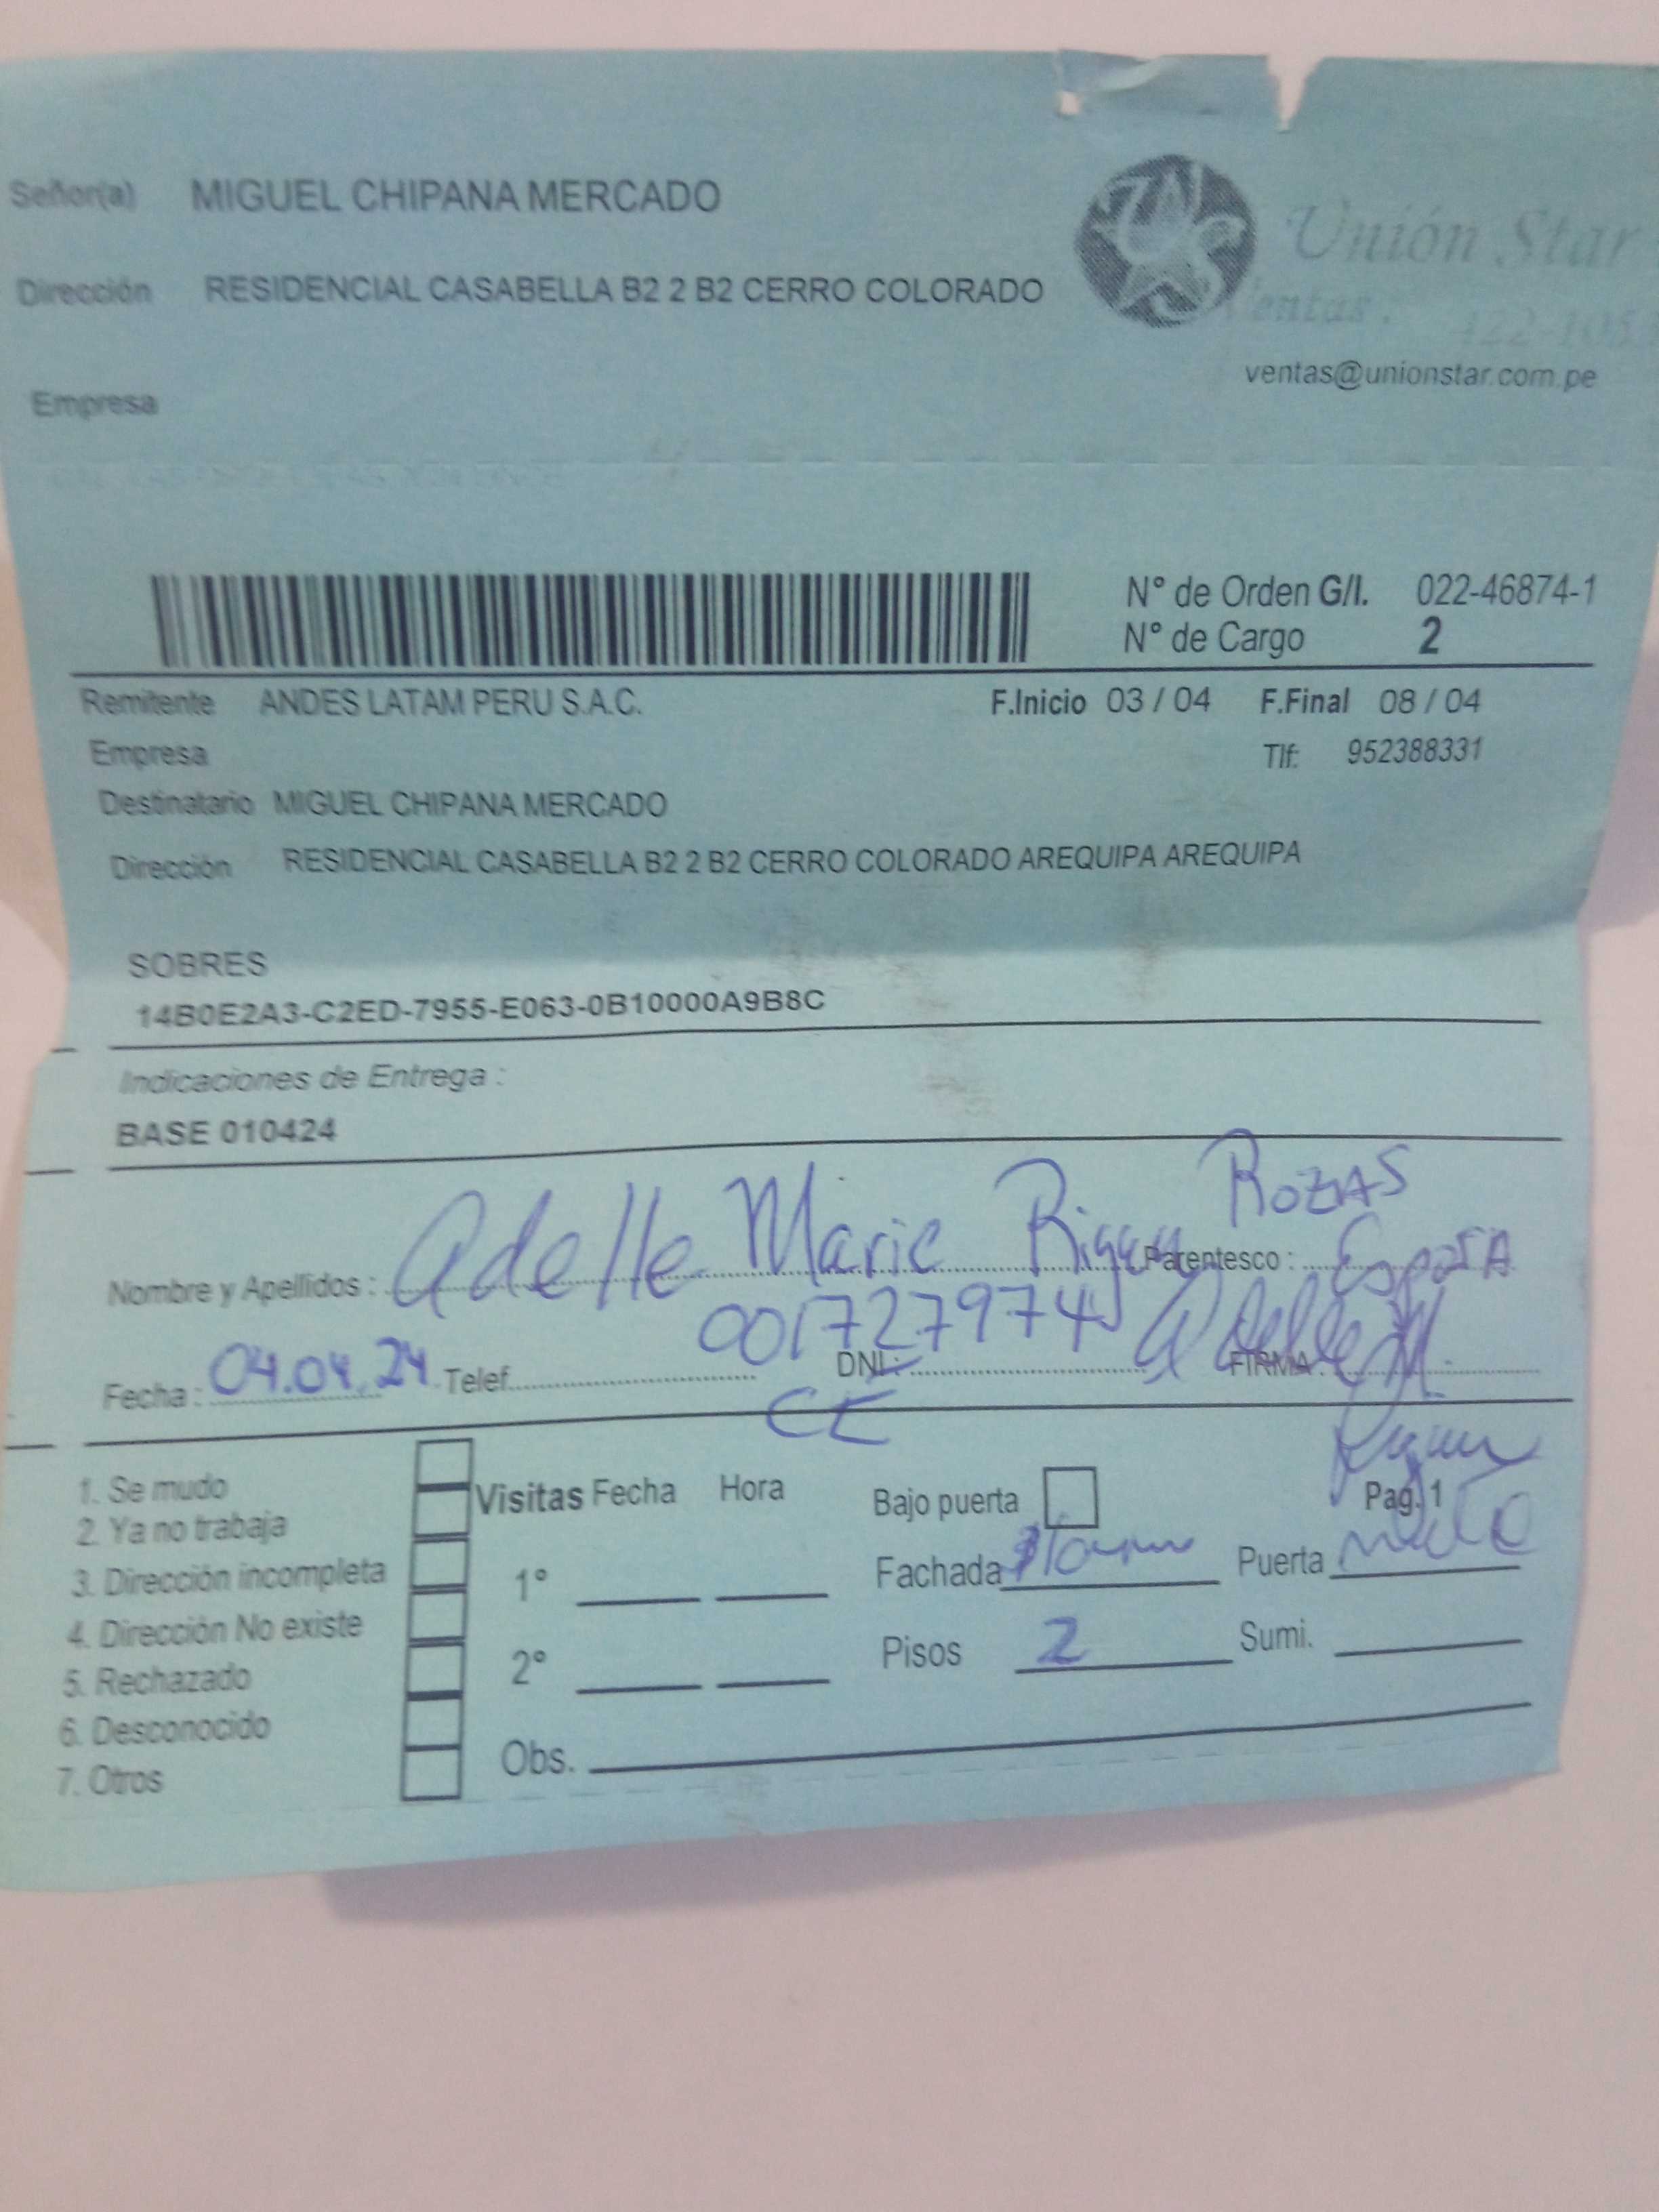 Señor(a) MIGUEL CHIPANA MERCADO
Unión Star
Dirección RESIDENCIAL CASABELLA B2 2 B2 CERRO COLORADO
Ventas : 422-105
ventas@unionstar.com.pe
Empresa
N° de Orden G/I. 022-46874-1
N° de Cargo 2
Remitente ANDES LATAM PERU S.A.C. F.Inicio 03 / 04 F.Final 08 / 04
Empresa Tlf: 952388331
Destinatario MIGUEL CHIPANA MERCADO
Dirección RESIDENCIAL CASABELLA B2 2 B2 CERRO COLORADO AREQUIPA AREQUIPA
SOBRES
14B0E2A3-C2ED-7955-E063-0B10000A9B8C
Indicaciones de Entrega :
BASE 010424
ROZAS
Nombre y Apellidos : Adelle Marie Parentesco : ESPOSA
001727974
Fecha : 04.04.24 Telef. DNI: FIRMA : Adelle M.
CE
1. Se mudo
2. Ya no trabaja
3. Dirección incompleta
4. Dirección No existe
5. Rechazado
6. Desconocido
7. Otros
Visitas Fecha Hora
1°
2°
Obs.
Bajo puerta Pag. 1
Fachada Puerta
Pisos 2 Sumi.